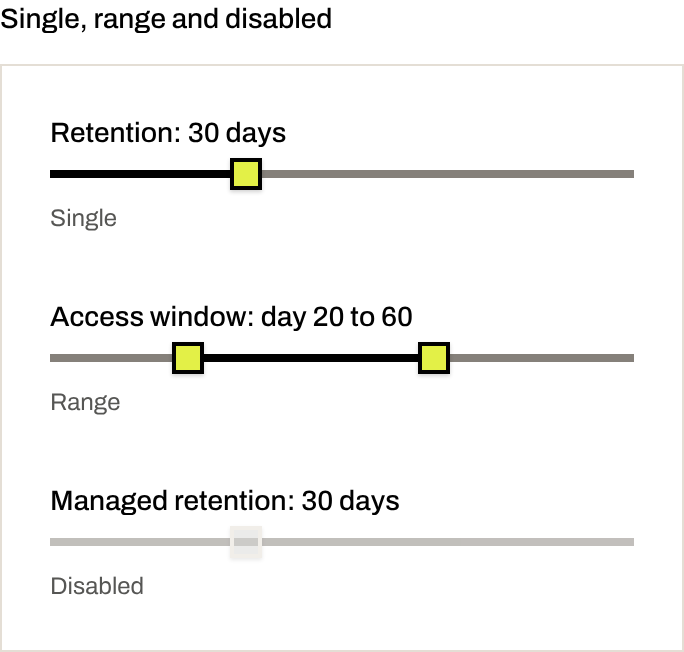 Single, range and disabled
Retention: 30 days
Single
Access window: day 20 to 60
Range
Managed retention: 30 days
Disabled